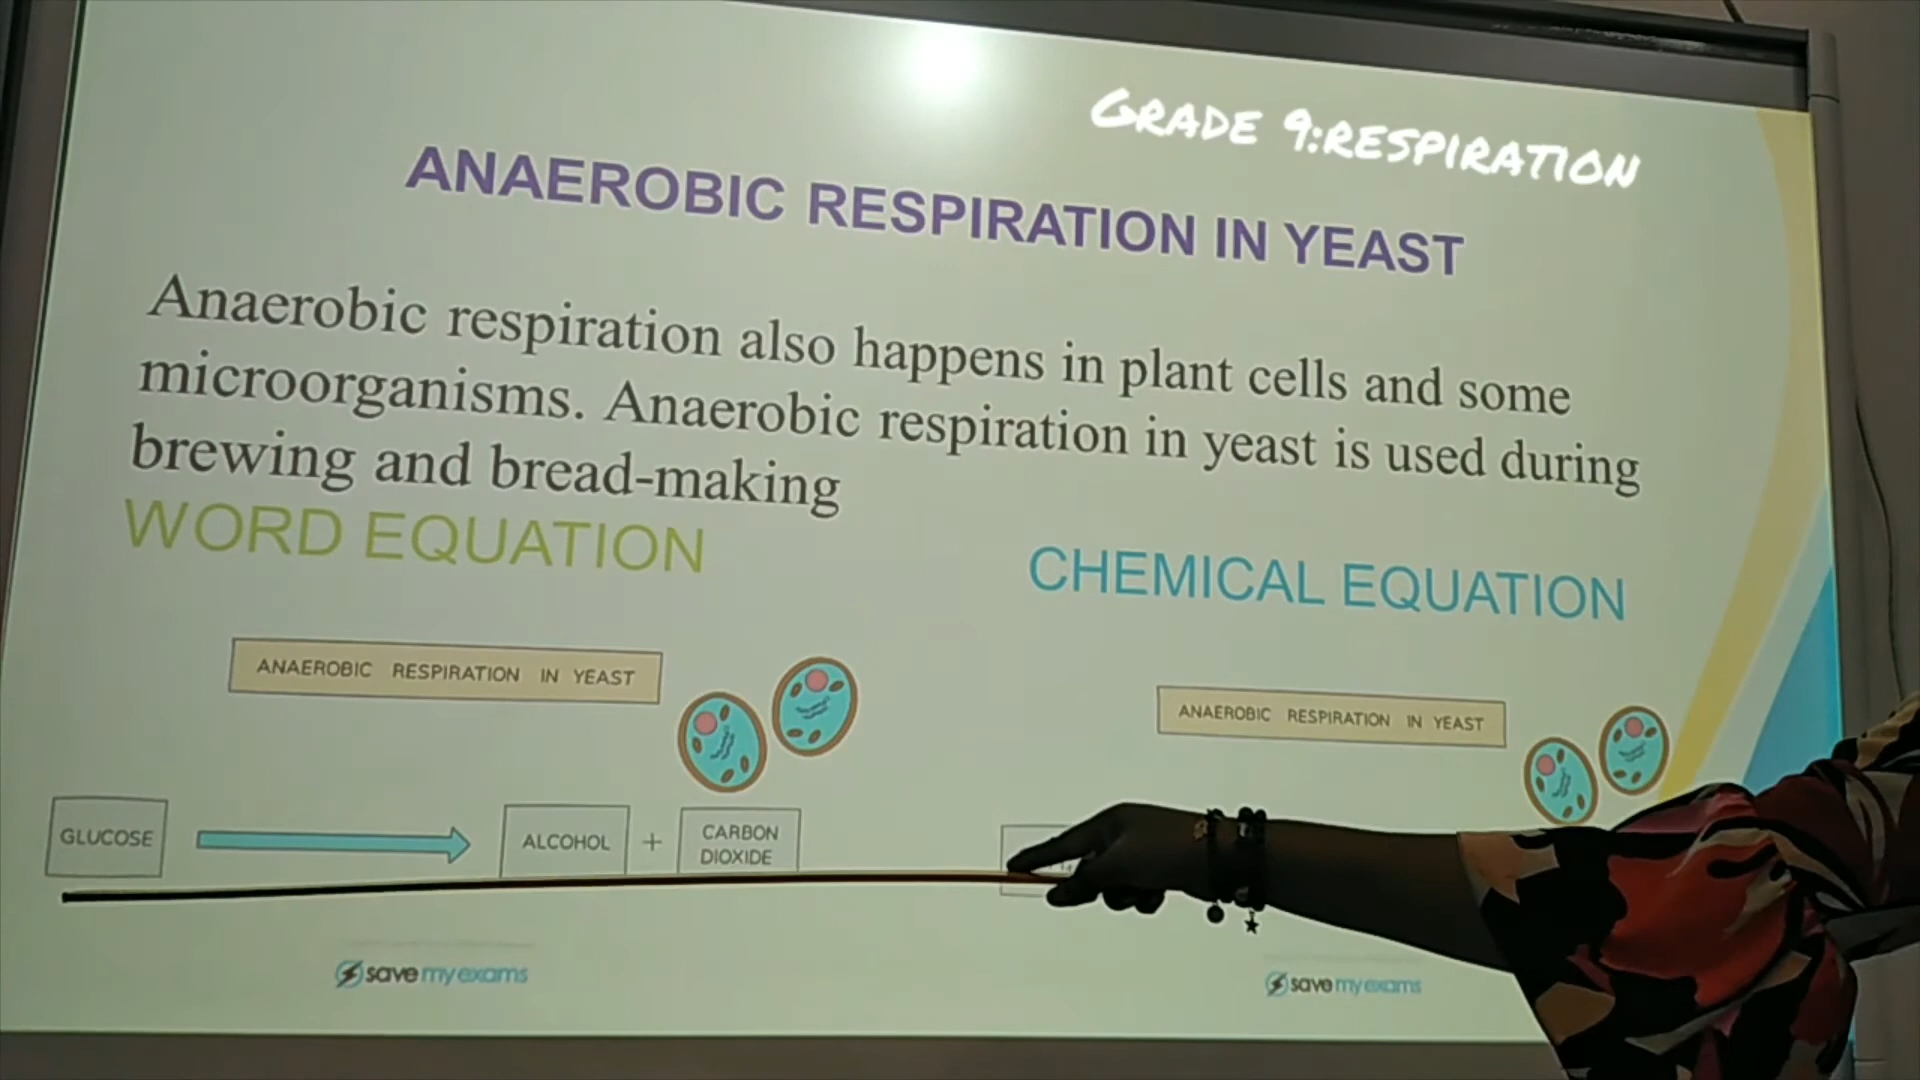 GRADE 9:RESPIRATION
ANAEROBIC RESPIRATION IN YEAST
Anaerobic respiration also happens in plant cells and some
microorganisms. Anaerobic respiration in yeast is used during
brewing and bread-making
WORD EQUATION
CHEMICAL EQUATION
ANAEROBIC RESPIRATION IN YEAST
ANAEROBIC RESPIRATION IN YEAST
GLUCOSE
ALCOHOL
+
CARBON
DIOXIDE
save my exams
save my exams